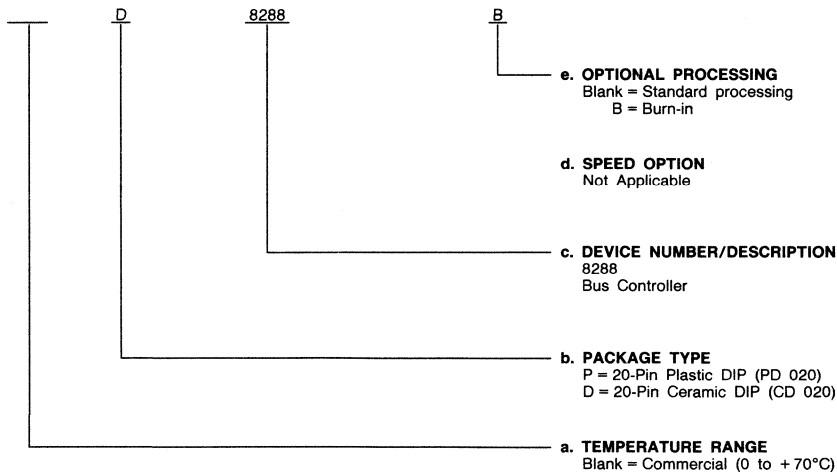 D 8288 B
e. OPTIONAL PROCESSING
Blank = Standard processing
B = Burn-in
d. SPEED OPTION
Not Applicable
c. DEVICE NUMBER/DESCRIPTION
8288
Bus Controller
b. PACKAGE TYPE
P = 20-Pin Plastic DIP (PD 020)
D = 20-Pin Ceramic DIP (CD 020)
a. TEMPERATURE RANGE
Blank = Commercial (0 to +70°C)